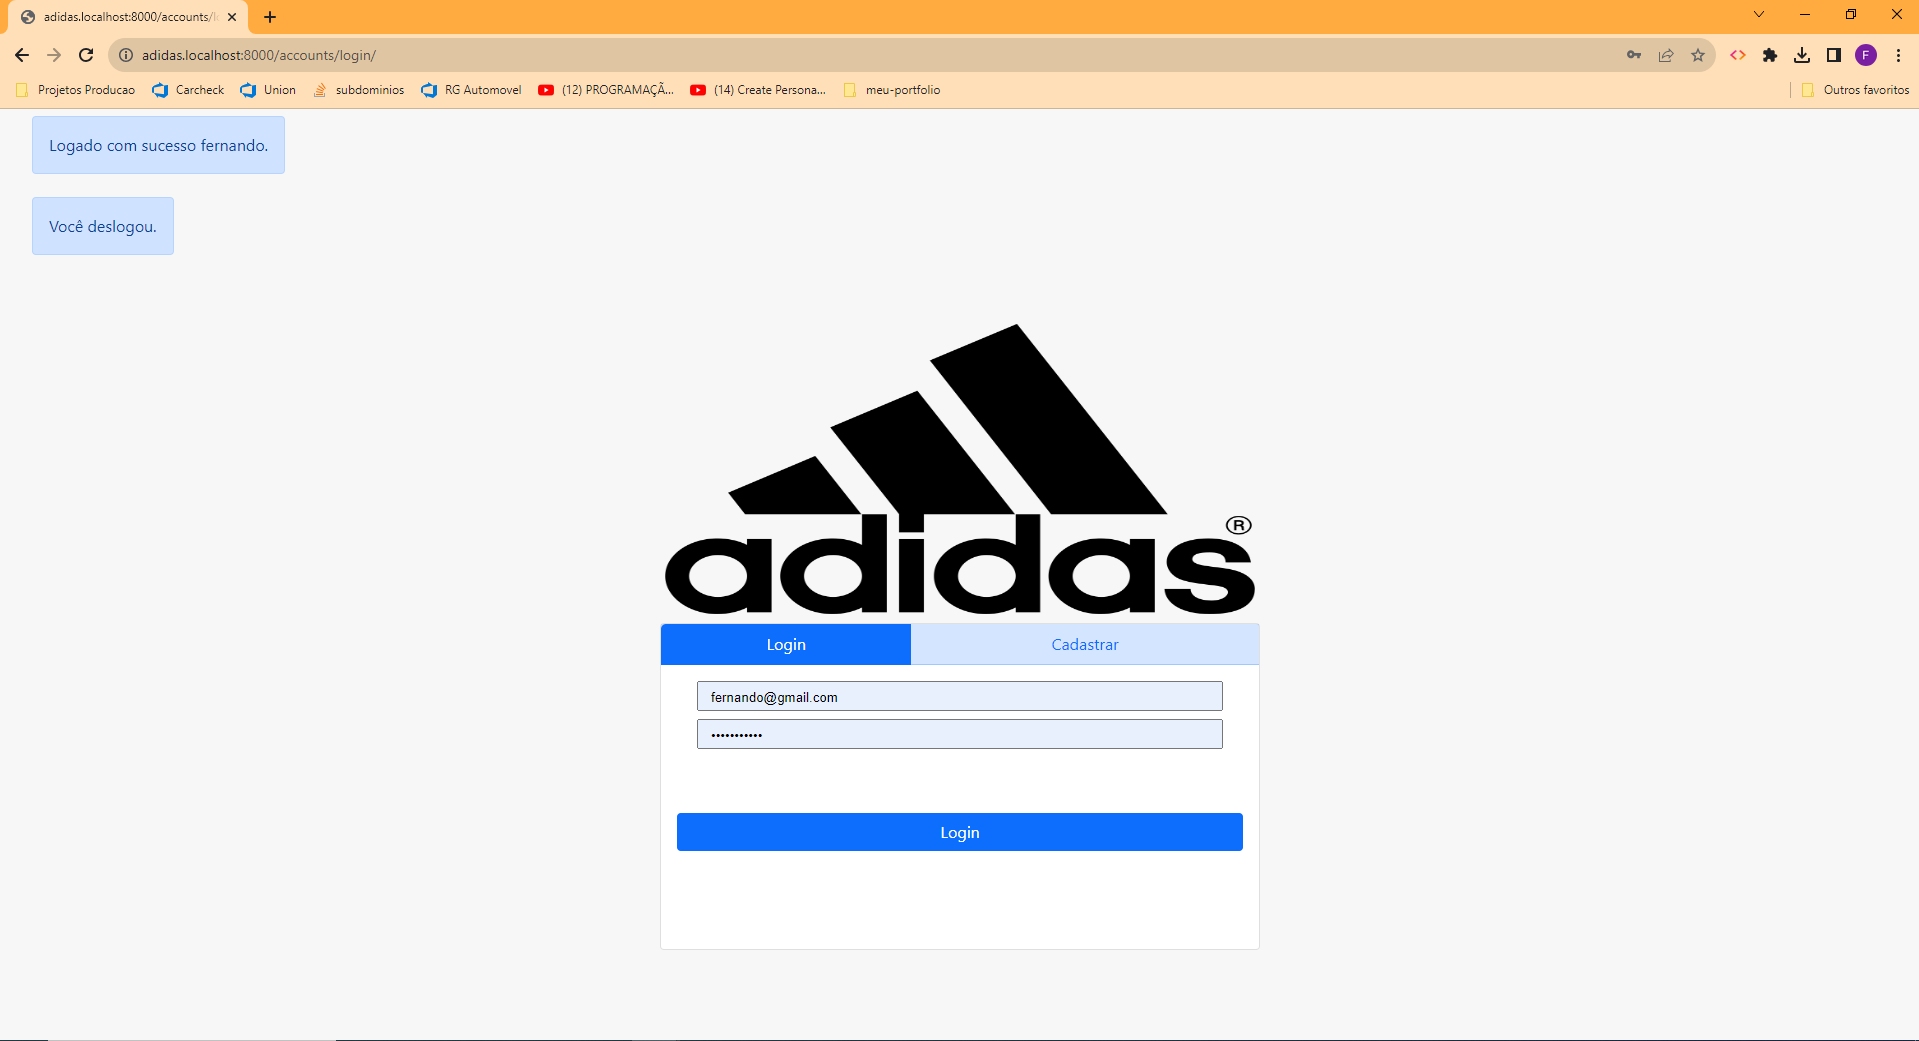 adidas.localhost:8000/accounts/l
adidas.localhost:8000/accounts/login/
F
Projetos Producao
Carcheck
Union
subdominios
RG Automovel
(12) PROGRAMAÇÃ...
(14) Create Persona...
meu-portfolio
Outros favoritos
Logado com sucesso fernando.
Você deslogou.
adidas®
Login
Cadastrar
fernando@gmail.com
•••••••••••
Login